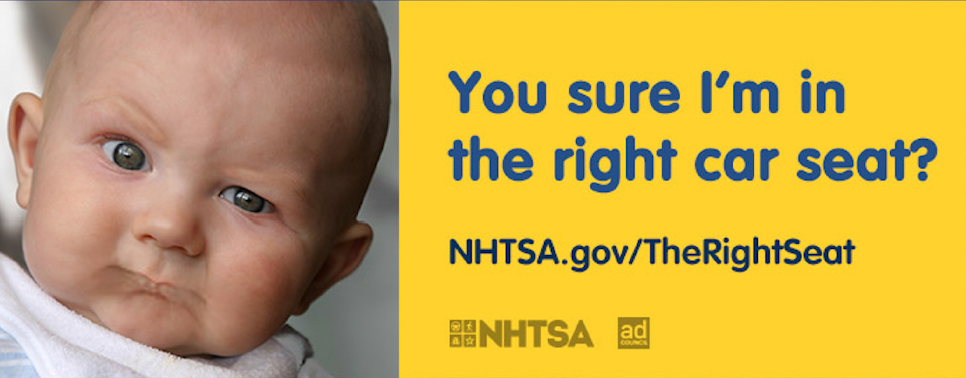 You sure I'm in
the right car seat?
NHTSA.gov/TheRightSeat
NHTSA
ad
COUNCIL